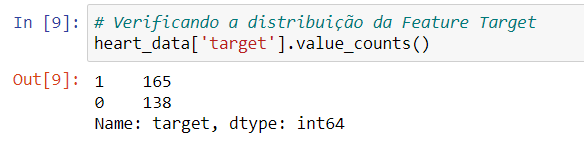 In [9]: # Verificando a distribuição da Feature Target
heart_data['target'].value_counts()
Out[9]: 1    165
0    138
Name: target, dtype: int64